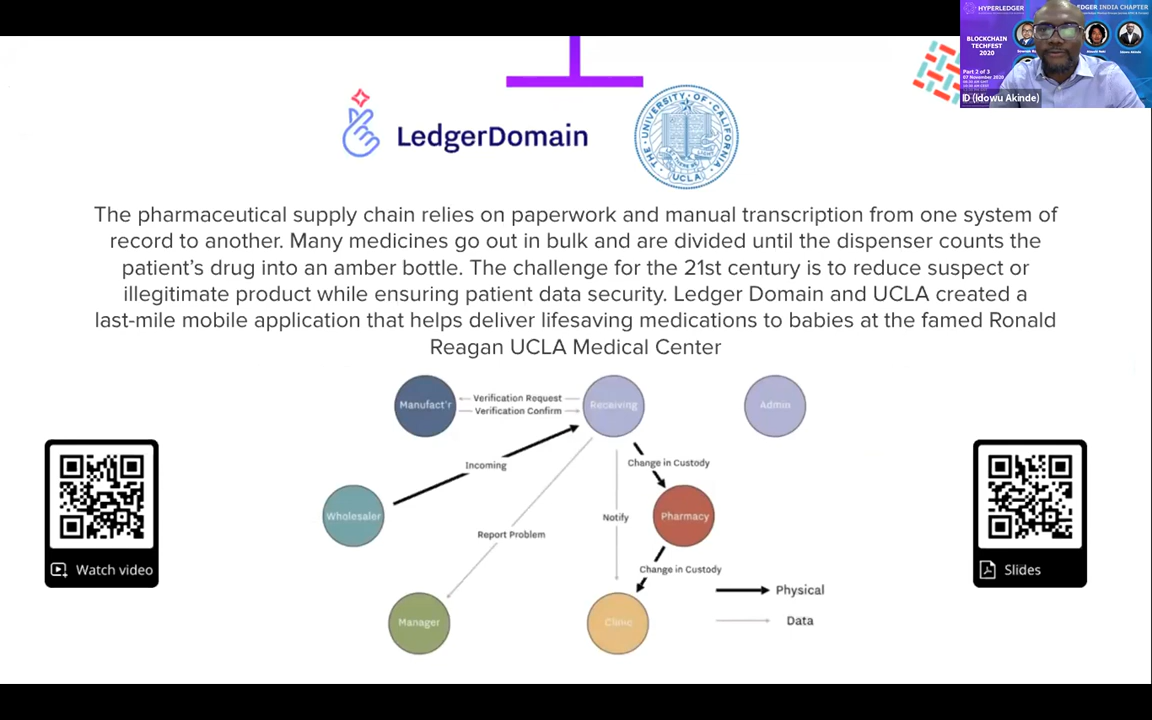 HYPERLEDGER
LEDGER INDIA CHAPTER
BLOCKCHAIN
TECHFEST
2020
Part 2 of 3
07 November 2020
ID (Idowu Akinde)
LedgerDomain
THE UNIVERSITY OF CALIFORNIA
UCLA
The pharmaceutical supply chain relies on paperwork and manual transcription from one system of
record to another. Many medicines go out in bulk and are divided until the dispenser counts the
patient's drug into an amber bottle. The challenge for the 21st century is to reduce suspect or
illegitimate product while ensuring patient data security. Ledger Domain and UCLA created a
last-mile mobile application that helps deliver lifesaving medications to babies at the famed Ronald
Reagan UCLA Medical Center
Manufact'r
Verification Request
Verification Confirm
Receiving
Admin
Incoming
Change in Custody
Wholesaler
Notify
Pharmacy
Report Problem
Change in Custody
Manager
Clinic
Physical
Data
Watch video
Slides